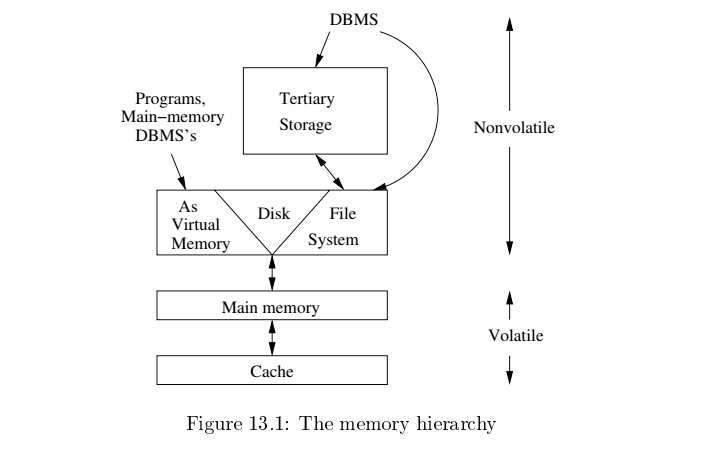 DBMS
Programs,
Main−memory
DBMS's
Tertiary
Storage
Nonvolatile
As
Virtual
Memory
Disk
File
System
Main memory
Volatile
Cache
Figure 13.1: The memory hierarchy